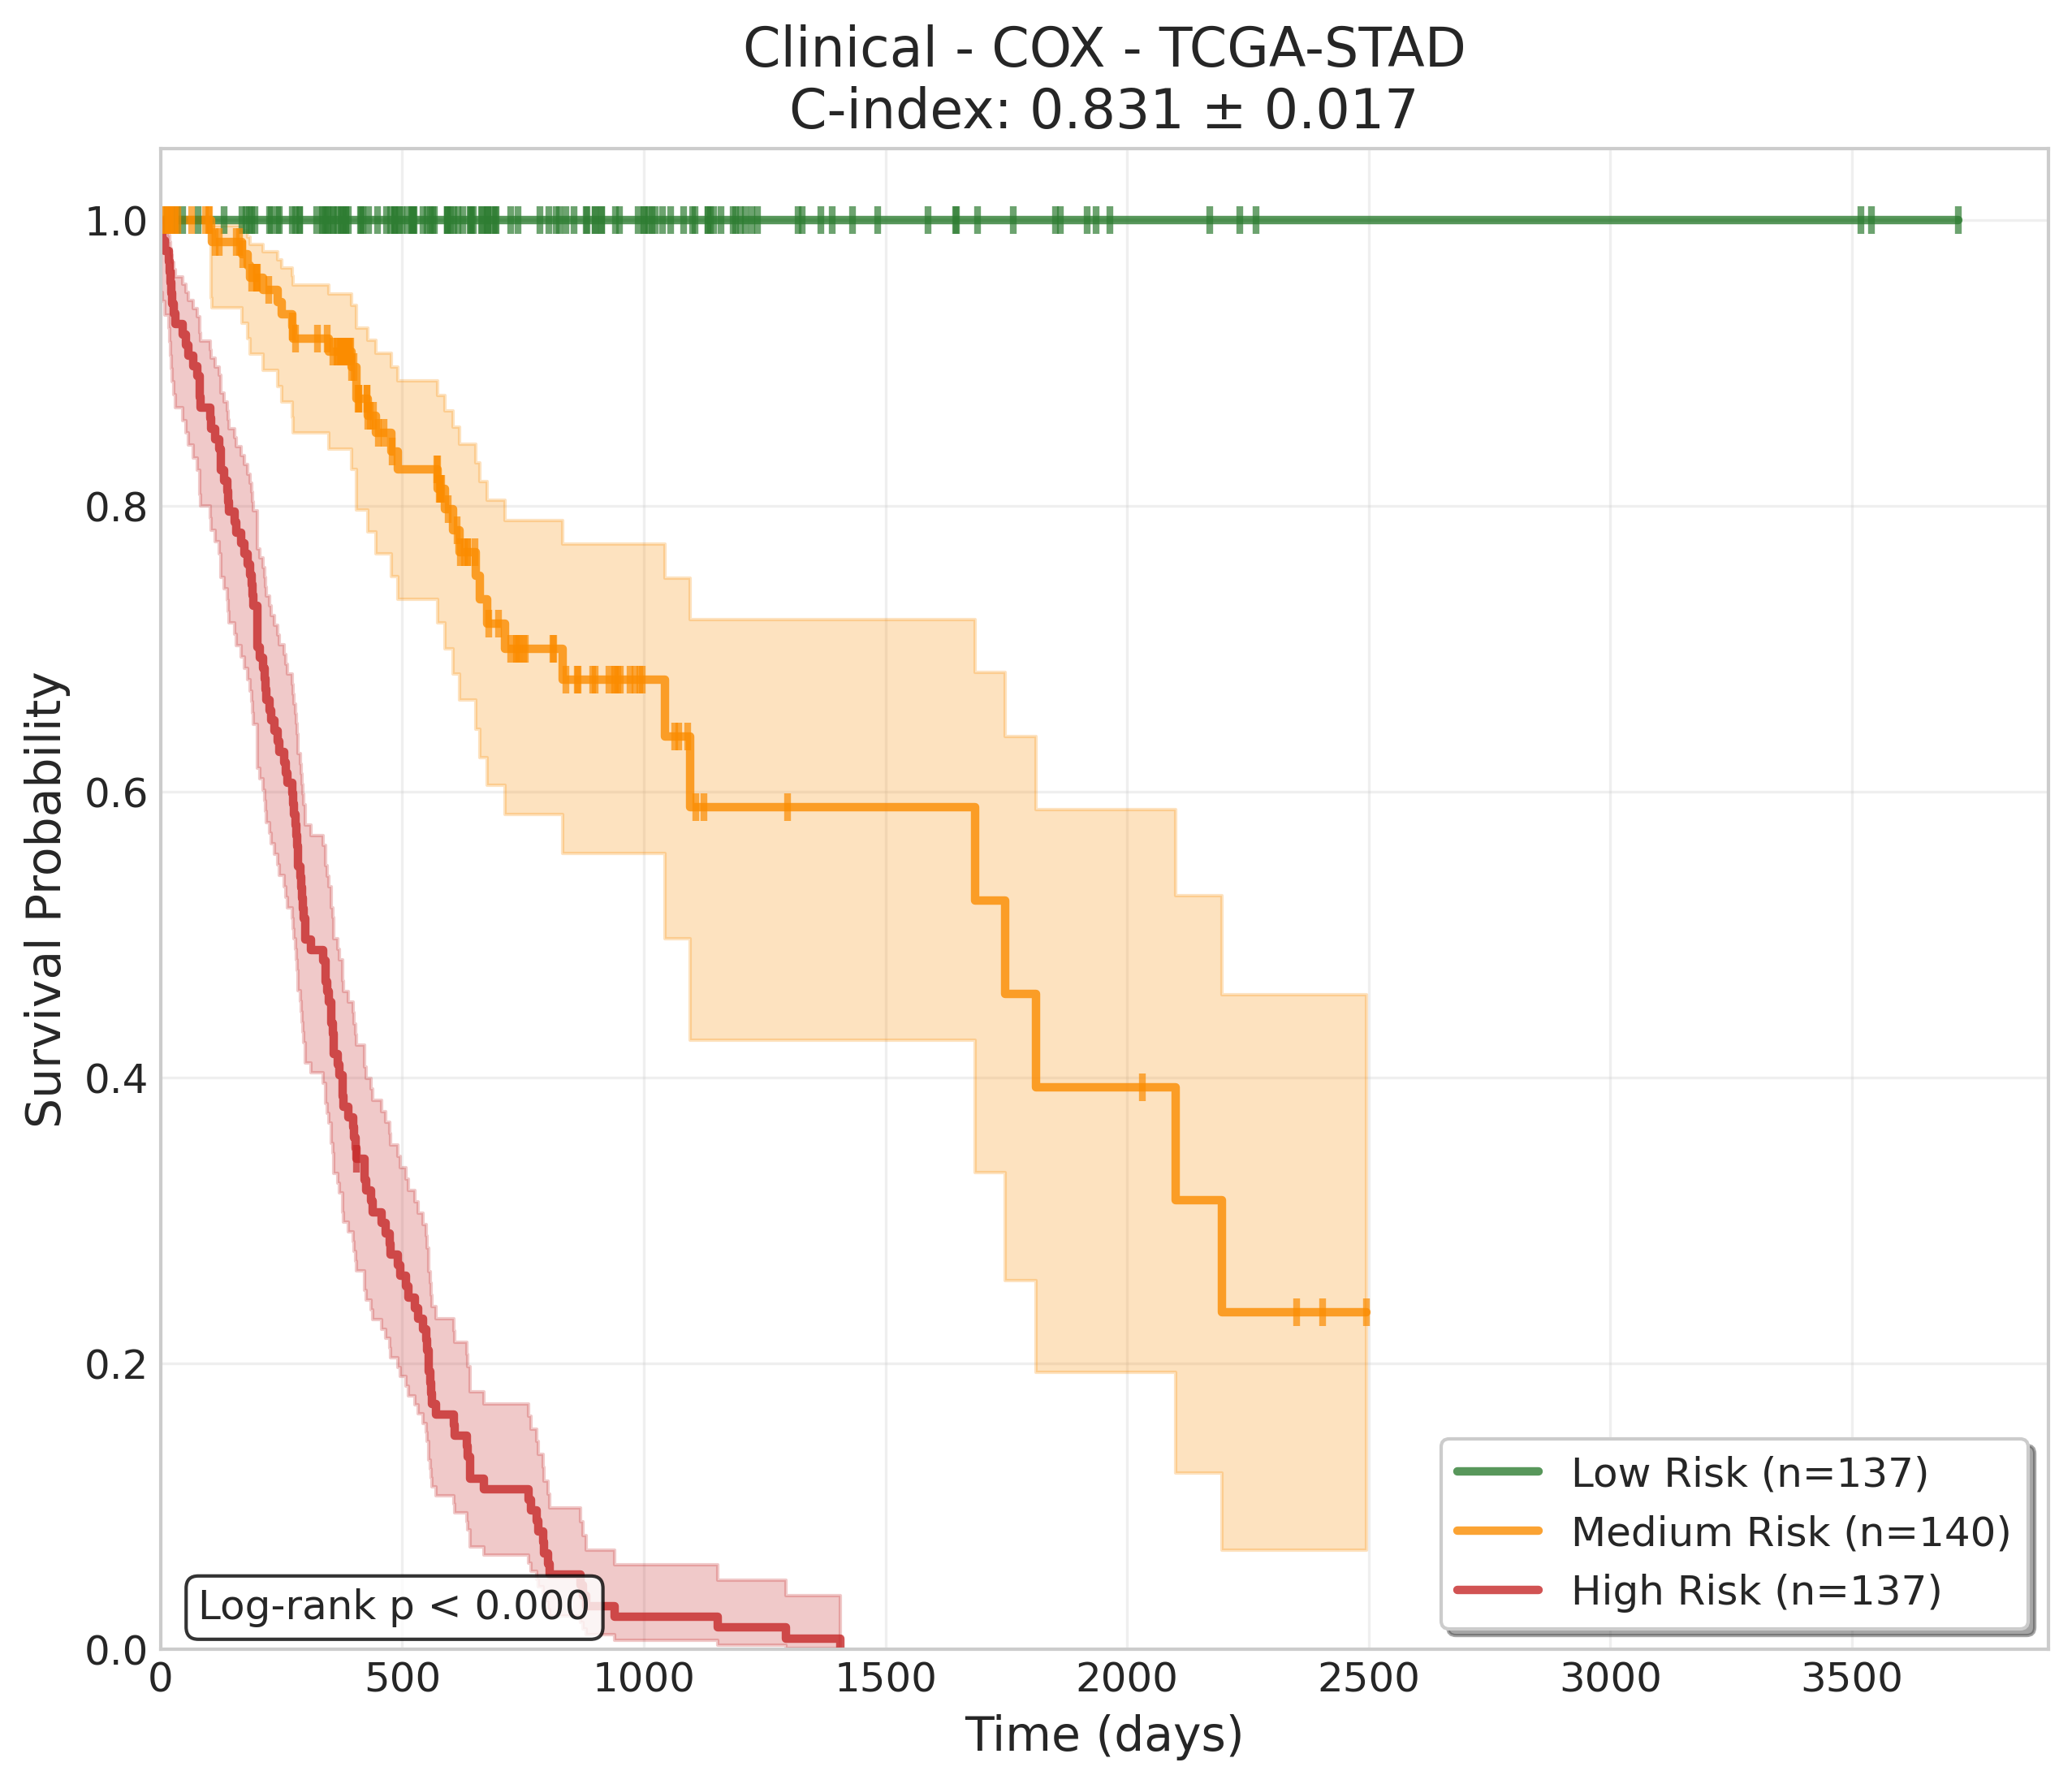 Clinical - COX - TCGA-STAD
C-index: 0.831 ± 0.017
Survival Probability
1.0
0.8
0.6
0.4
0.2
0.0
Log-rank p < 0.000
Low Risk (n=137)
Medium Risk (n=140)
High Risk (n=137)
0 500 1000 1500 2000 2500 3000 3500
Time (days)